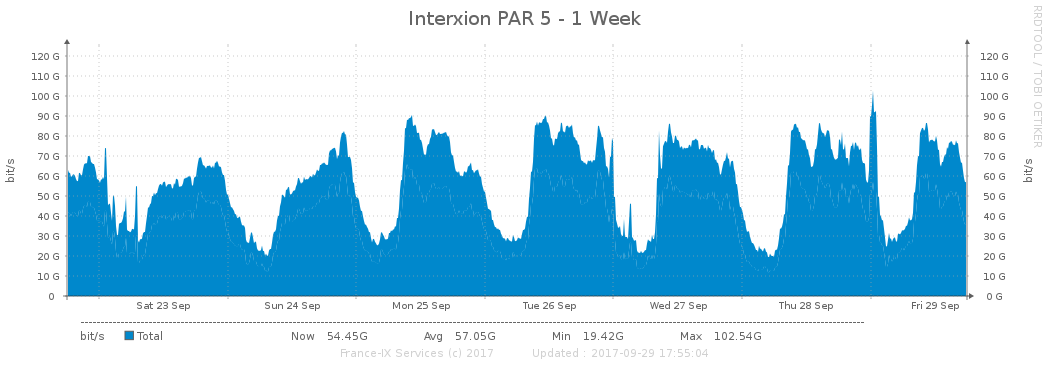 Interxion PAR 5 - 1 Week
RRDTOOL / TOBI OETIKER
bit/s
120 G
110 G
100 G
90 G
80 G
70 G
60 G
50 G
40 G
30 G
20 G
10 G
0
120 G
110 G
100 G
90 G
80 G
70 G
60 G
50 G
40 G
30 G
20 G
10 G
0 G
bit/s
Sat 23 Sep Sun 24 Sep Mon 25 Sep Tue 26 Sep Wed 27 Sep Thu 28 Sep Fri 29 Sep
bit/s Total Now 54.45G Avg 57.05G Min 19.42G Max 102.54G
France-IX Services (c) 2017 Updated : 2017-09-29 17:55:04